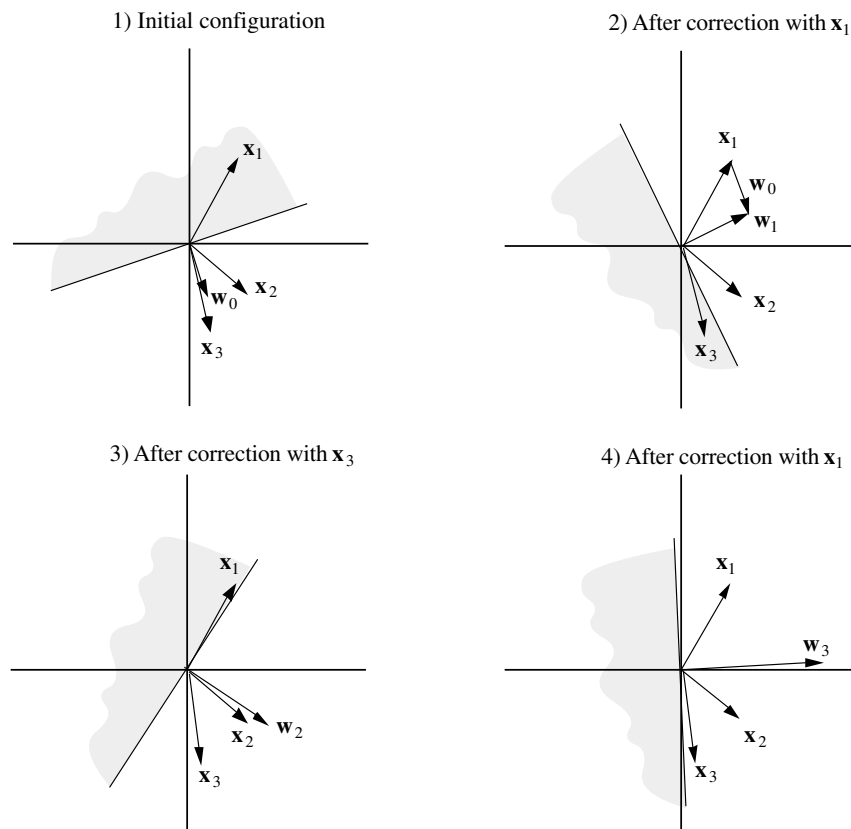 1) Initial configuration
2) After correction with x₁
x₁
x₂
w₀
x₃
x₁
w₀
w₁
x₂
x₃
3) After correction with x₃
4) After correction with x₁
x₁
x₂
w₂
x₃
x₁
w₃
x₂
x₃